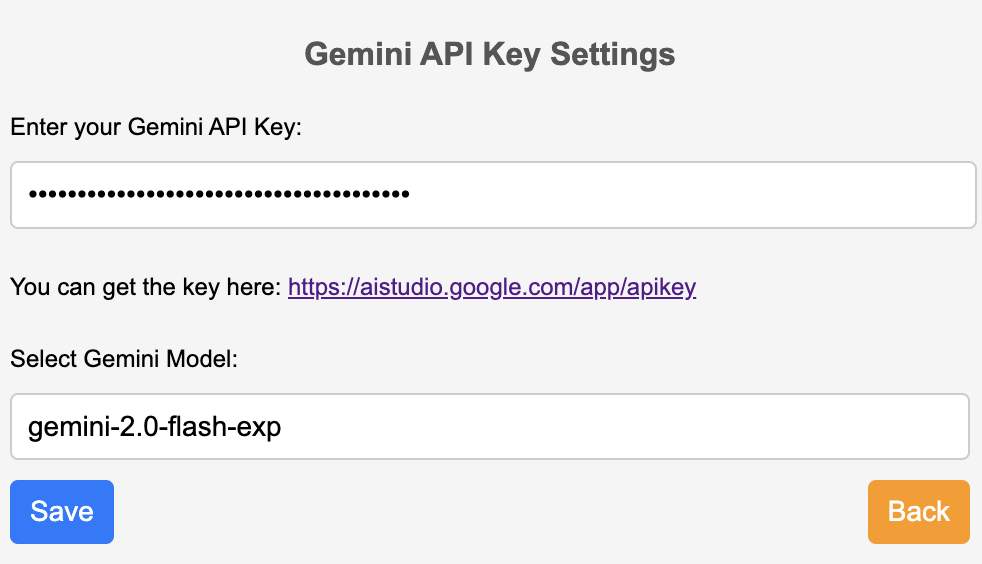 Gemini API Key Settings
Enter your Gemini API Key:
•••••••••••••••••••••••••••••••••••••••
You can get the key here: https://aistudio.google.com/app/apikey
Select Gemini Model:
gemini-2.0-flash-exp
Save Back